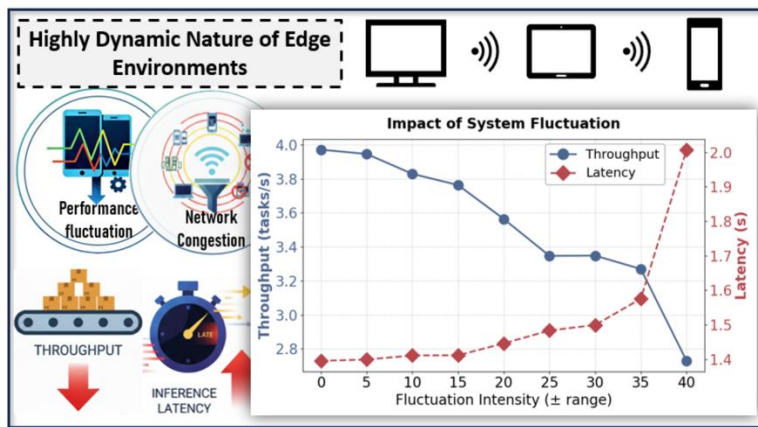 Highly Dynamic Nature of Edge
Environments
Performance
fluctuation
Network
Congestion
THROUGHPUT
LATE
INFERENCE
LATENCY
Impact of System Fluctuation
Throughput
Latency
Throughput (tasks/s)
4.0
3.8
3.6
3.4
3.2
3.0
2.8
2.0
1.9
1.8
1.7
1.6
1.5
1.4
Latency (s)
0 5 10 15 20 25 30 35 40
Fluctuation Intensity (± range)